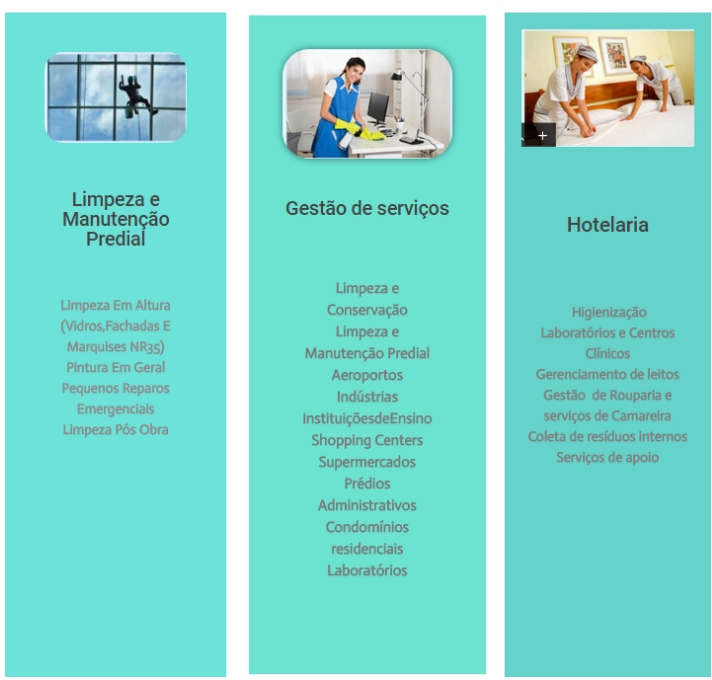 Limpeza e
Manutenção
Predial
Limpeza Em Altura
(Vidros,Fachadas E
Marquises NR35)
Pintura Em Geral
Pequenos Reparos
Emergenciais
Limpeza Pós Obra
Gestão de serviços
Limpeza e
Conservação
Limpeza e
Manutenção Predial
Aeroportos
Indústrias
InstituiçõesdeEnsino
Shopping Centers
Supermercados
Prédios
Administrativos
Condomínios
residenciais
Laboratórios
+
Hotelaria
Higienização
Laboratórios e Centros
Clínicos
Gerenciamento de leitos
Gestão  de Rouparia e
serviços de Camareira
Coleta de resíduos internos
Serviços de apoio